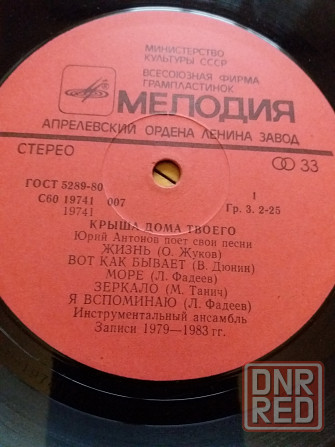 МИНИСТЕРСТВО
КУЛЬТУРЫ СССР
ВСЕСОЮЗНАЯ ФИРМА
ГРАМПЛАСТИНОК
МЕЛОДИЯ
АПРЕЛЕВСКИЙ ОРДЕНА ЛЕНИНА ЗАВОД
СТЕРЕО
33
ГОСТ 5289-80
1
С60 19741 007
Гр. 3. 2-25
19741
КРЫША ДОМА ТВОЕГО
Юрий Антонов поет свои песни
ЖИЗНЬ (О. Жуков)
ВОТ КАК БЫВАЕТ (В. Дюнин)
МОРЕ (Л. Фадеев)
ЗЕРКАЛО (М. Танич)
Я ВСПОМИНАЮ (Л. Фадеев)
Инструментальный ансамбль
Записи 1979—1983 гг.
DNR
RED